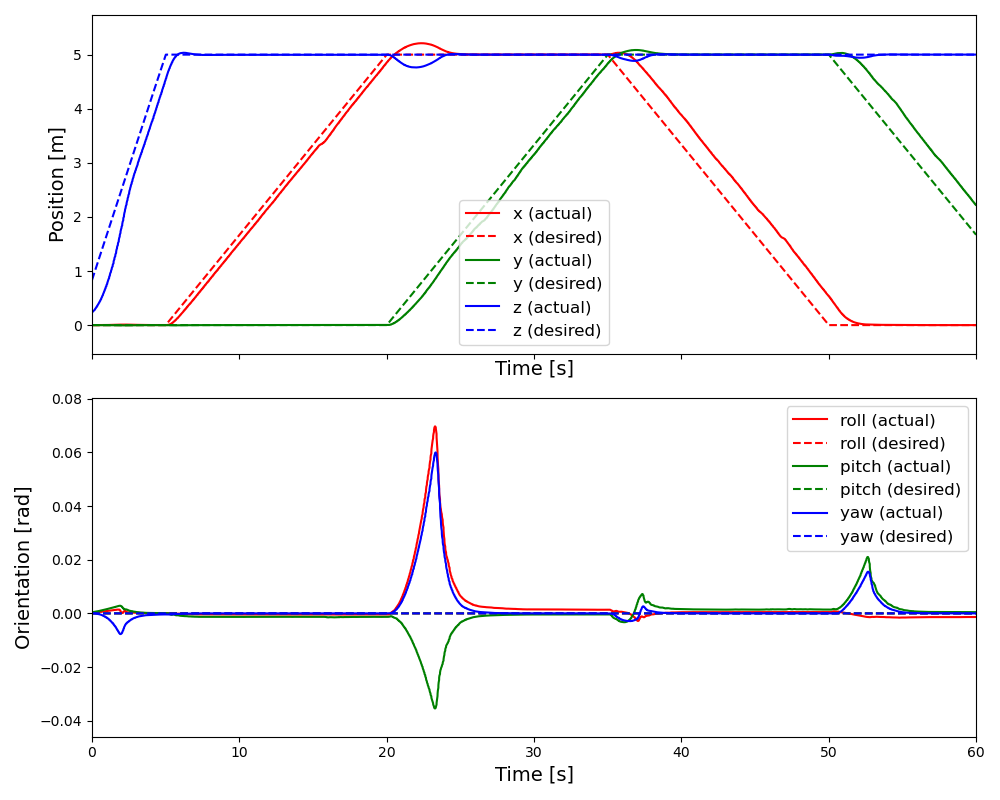 5
4
3
2
1
0
Position [m]
x (actual)
x (desired)
y (actual)
y (desired)
z (actual)
z (desired)
Time [s]
0.08
0.06
0.04
0.02
0.00
−0.02
−0.04
Orientation [rad]
roll (actual)
roll (desired)
pitch (actual)
pitch (desired)
yaw (actual)
yaw (desired)
0 10 20 30 40 50 60
Time [s]